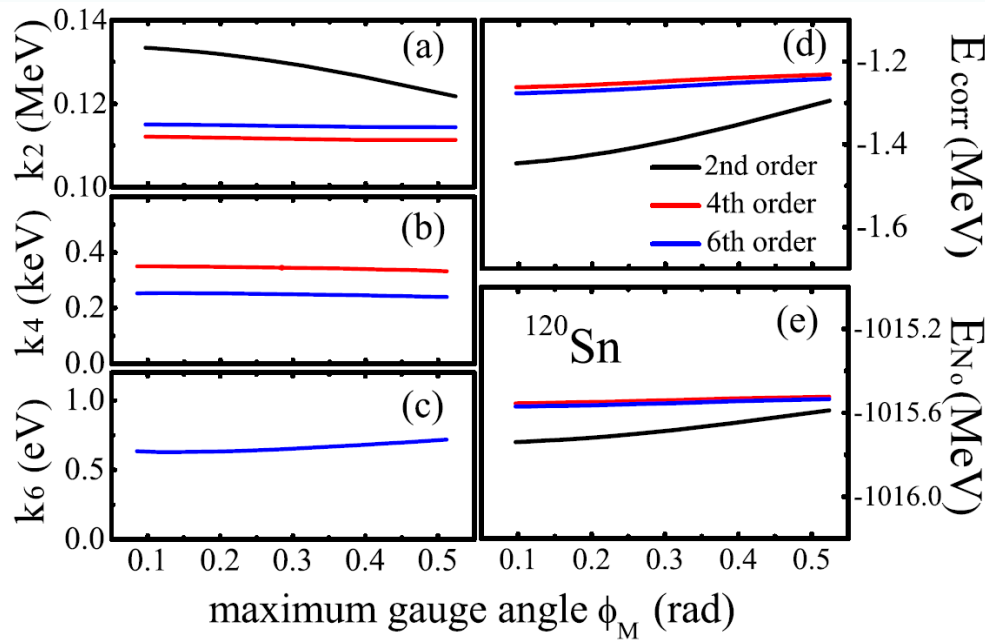 0.14
(a)
0.12
0.10
k2 (MeV)
(b)
0.4
0.2
0.0
k4 (keV)
(c)
1.0
0.5
0.0
k6 (eV)
0.1 0.2 0.3 0.4 0.5
(d)
-1.2
-1.4
-1.6
E corr (MeV)
2nd order
4th order
6th order
120Sn
(e)
-1015.2
-1015.6
-1016.0
EN0 (MeV)
0.1 0.2 0.3 0.4 0.5
maximum gauge angle ϕM (rad)